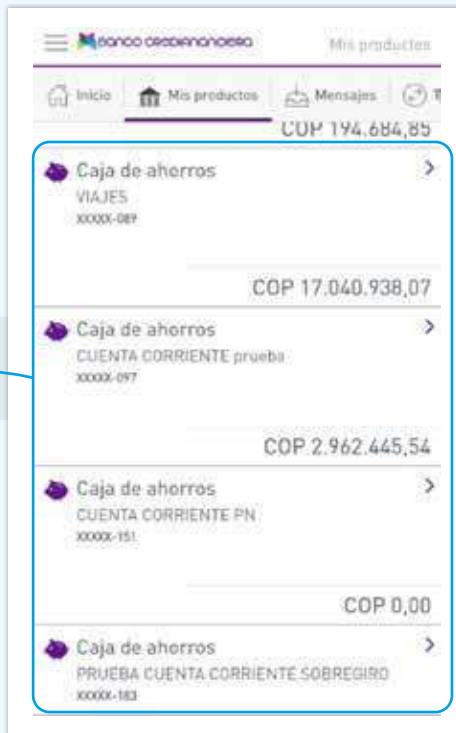 Banco credifinanciera
Mis productos
Inicio
Mis productos
Mensajes
T
COP 194.684,85
Caja de ahorros
VIAJES
XXXXX-089
COP 17.040.938,07
Caja de ahorros
CUENTA CORRIENTE prueba
XXXXX-097
COP 2.962.445,54
Caja de ahorros
CUENTA CORRIENTE PN
XXXXX-151
COP 0,00
Caja de ahorros
PRUEBA CUENTA CORRIENTE SOBREGIRO
XXXXX-183